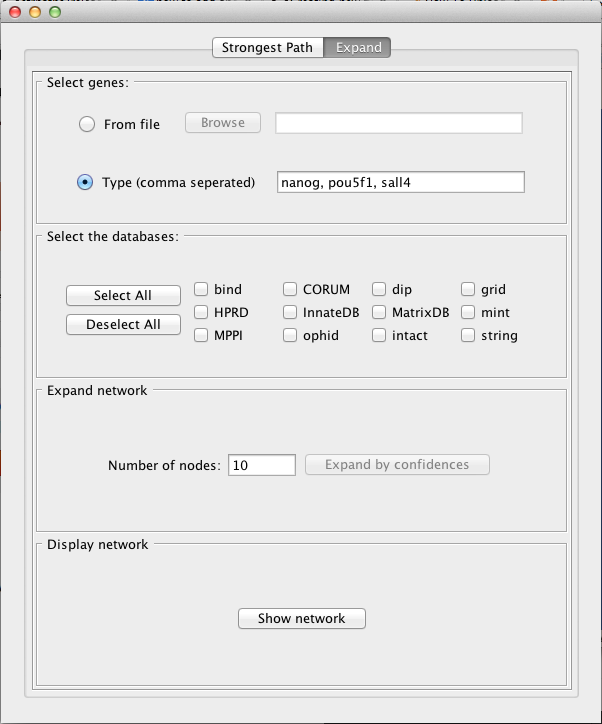 Strongest Path Expand
Select genes:
From file Browse
Type (comma seperated) nanog, pou5f1, sall4
Select the databases:
Select All bind CORUM dip grid
HPRD InnateDB MatrixDB mint
Deselect All MPPI ophid intact string
Expand network
Number of nodes: 10 Expand by confidences
Display network
Show network